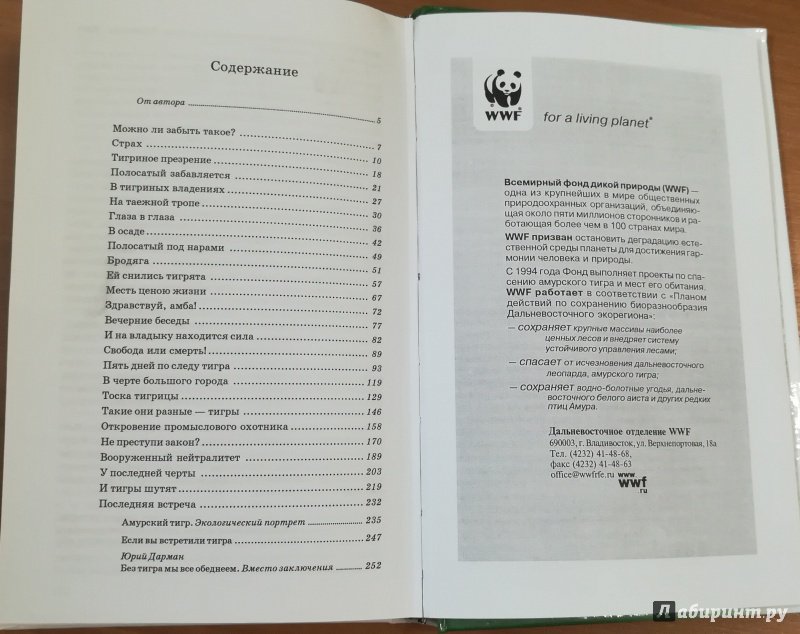 Содержание
От автора 5
Можно ли забыть такое? 7
Страх 10
Тигриное презрение 18
Полосатый забавляется 21
В тигриных владениях 27
На таежной тропе 30
Глаза в глаза 36
В осаде 42
Полосатый под нарами 49
Бродяга 51
Ей снились тигрята 57
Месть ценою жизни 67
Здравствуй, амба! 72
Вечерние беседы 77
И на владыку находится сила 82
Свобода или смерть! 89
Пять дней по следу тигра 93
В черте большого города 119
Тоска тигрицы 129
Такие они разные — тигры 146
Откровение промыслового охотника 158
Не преступи закон? 170
Вооруженный нейтралитет 189
У последней черты 203
И тигры шутят 219
Последняя встреча 232
Амурский тигр. Экологический портрет 235
Если вы встретили тигра 247
Юрий Дарман
Без тигра мы все обеднеем. Вместо заключения 252
WWF
for a living planet®
Всемирный фонд дикой природы (WWF) —
одна из крупнейших в мире общественных
природоохранных организаций, объединяю-
щая около пяти миллионов сторонников и ра-
ботающая более чем в 100 странах мира.
WWF призван остановить деградацию есте-
ственной среды планеты для достижения гар-
монии человека и природы.
С 1994 года Фонд выполняет проекты по спа-
сению амурского тигра и мест его обитания.
WWF работает в соответствии с «Планом
действий по сохранению биоразнообразия
Дальневосточного экорегиона»:
— сохраняет крупные массивы наиболее
ценных лесов и внедряет систему
устойчивого управления лесами;
— спасает от исчезновения дальневосточного
леопарда, амурского тигра;
— сохраняет водно-болотные угодья, дальне-
восточного белого аиста и других редких
птиц Амура.
Дальневосточное отделение WWF
690003, г. Владивосток, ул. Верхнепортовая, 18а
Тел. (4232) 41-48-68,
факс (4232) 41-48-63
office@wwfrfe.ru www.
wwf
.ru
Лабиринт.ру